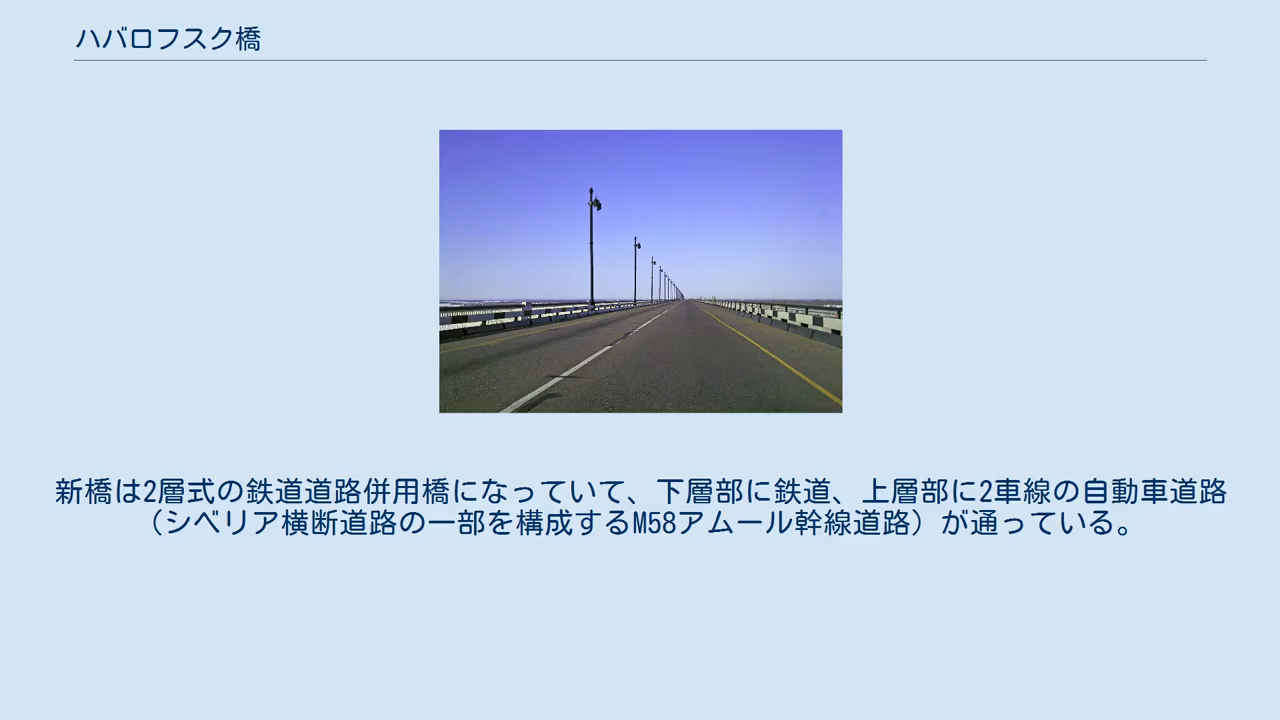 ハバロフスク橋
新橋は2層式の鉄道道路併用橋になっていて、下層部に鉄道、上層部に2車線の自動車道路
（シベリア横断道路の一部を構成するM58アムール幹線道路）が通っている。